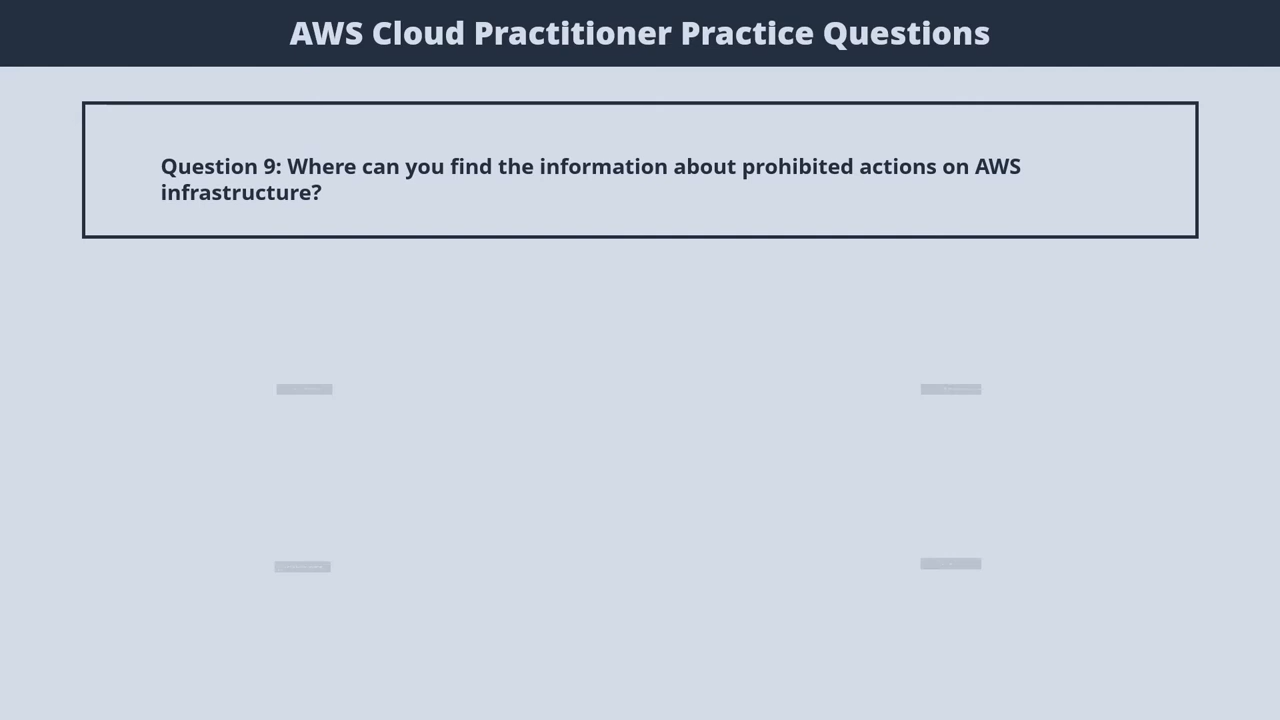 AWS Cloud Practitioner Practice Questions
Question 9: Where can you find the information about prohibited actions on AWS
infrastructure?